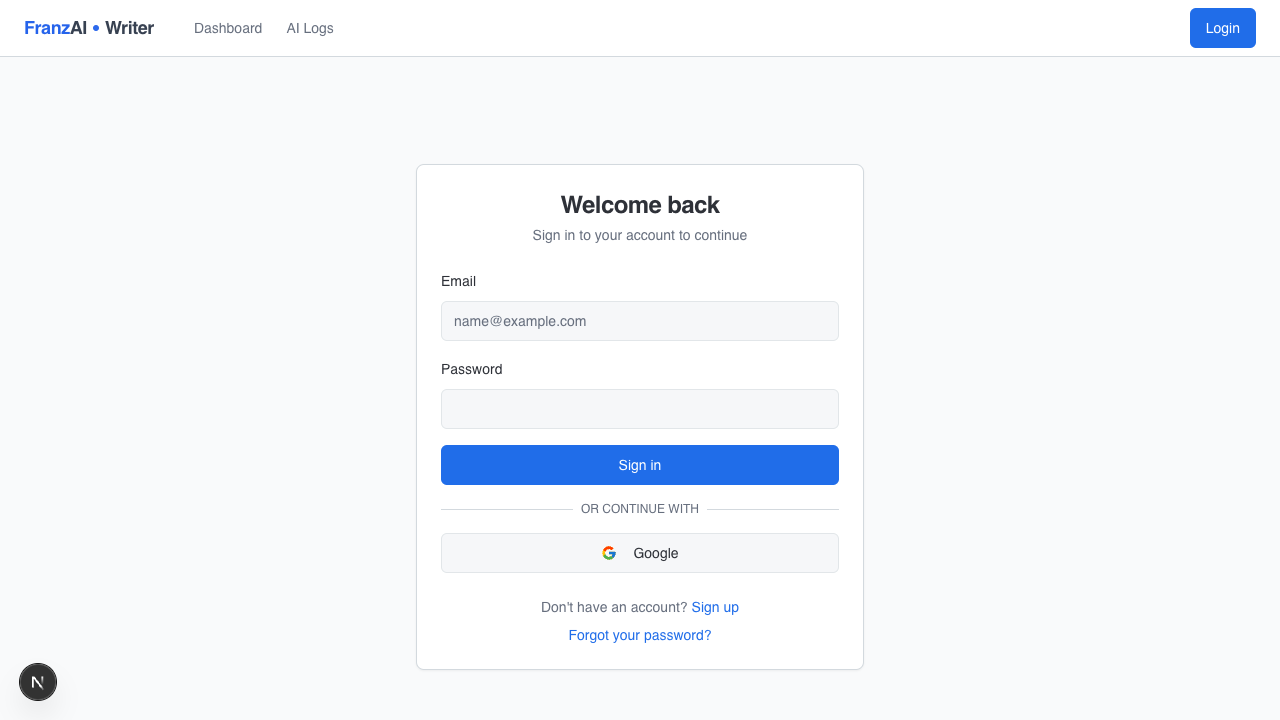 FranzAI • Writer
Dashboard
AI Logs
Login
Welcome back
Sign in to your account to continue
Email
name@example.com
Password
Sign in
OR CONTINUE WITH
Google
Don't have an account? Sign up
Forgot your password?
N